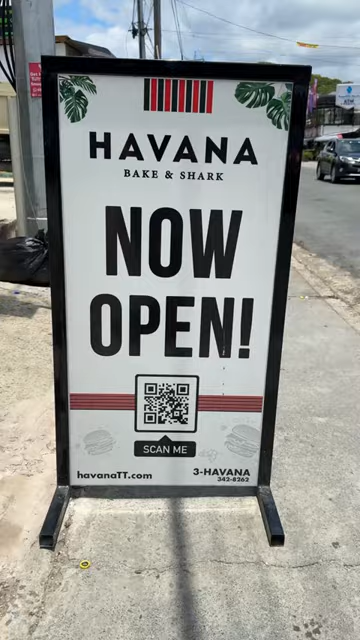 HAVANA
BAKE & SHARK
NOW
OPEN!
SCAN ME
havanaTT.com
3-HAVANA
342-8262